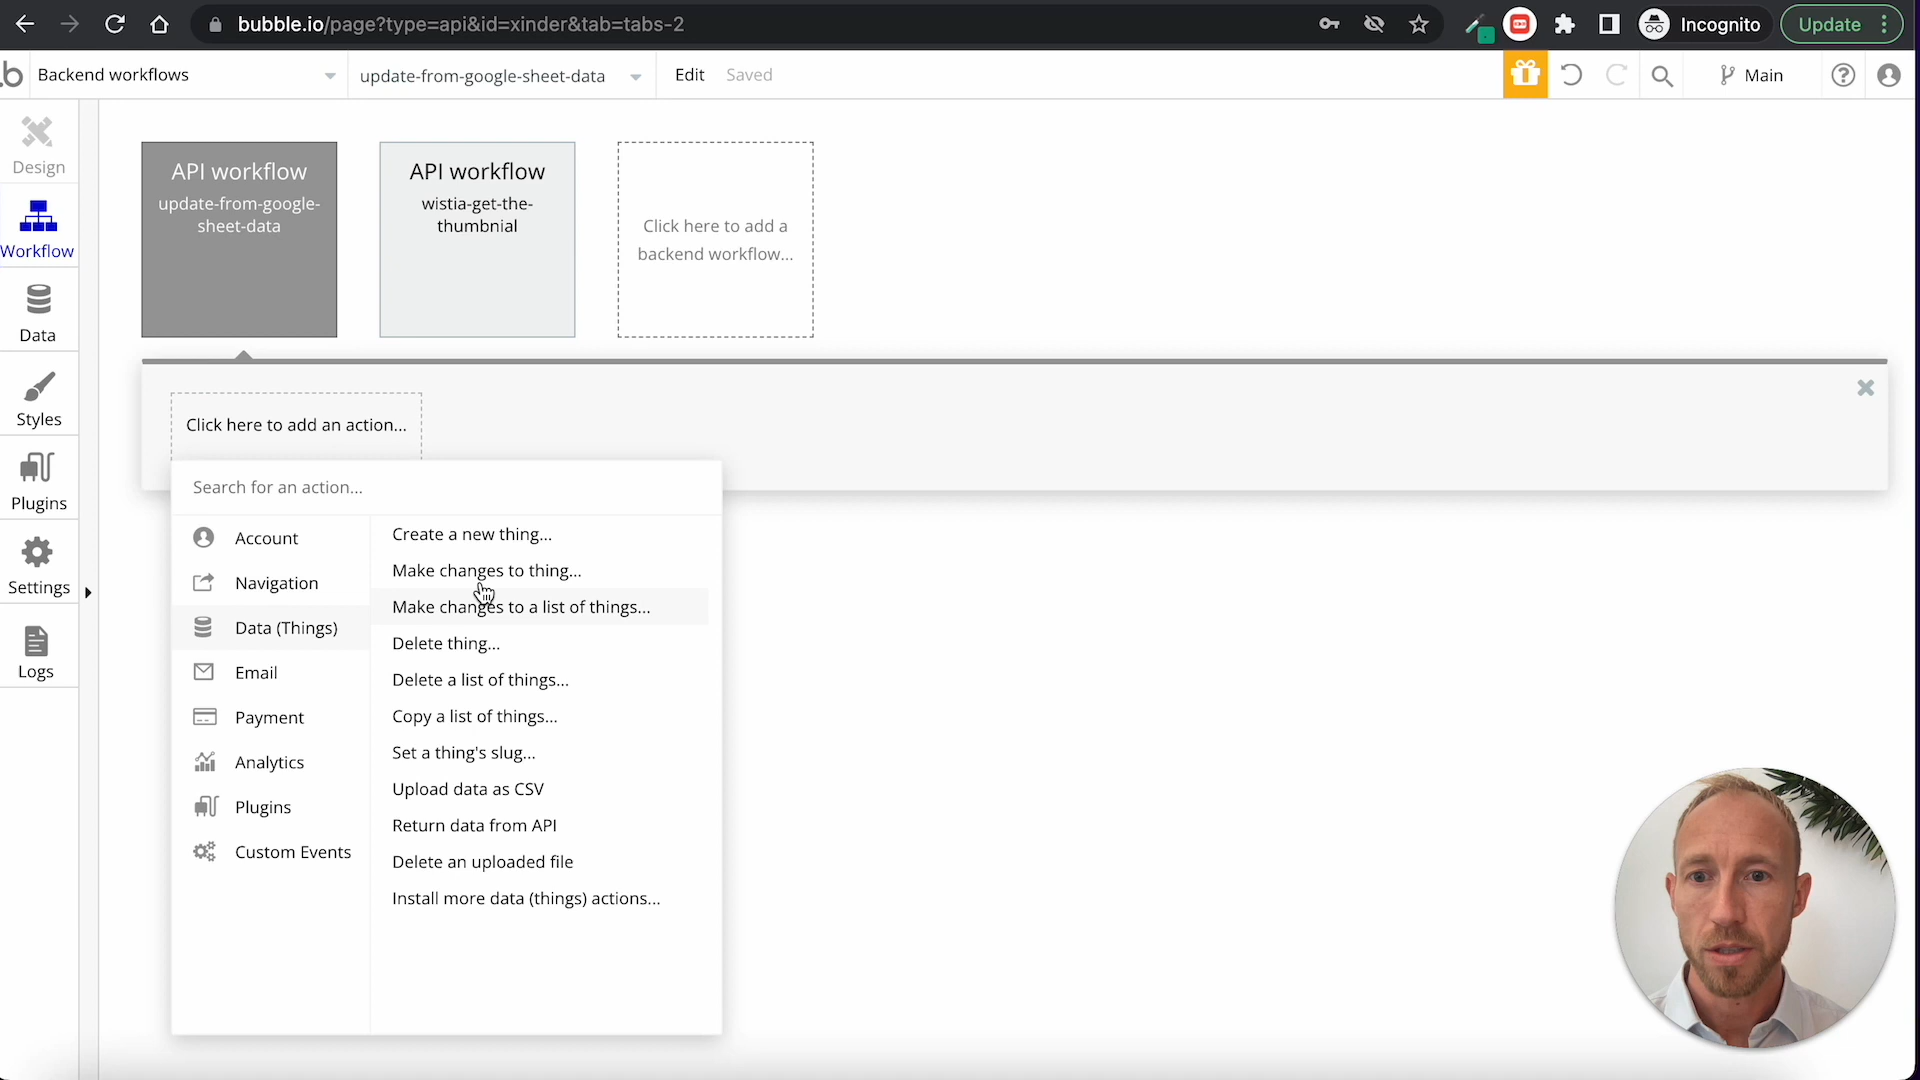 bubble.io/page?type=api&id=xinder&tab=tabs-2
Incognito
Update
b
Backend workflows
update-from-google-sheet-data
Edit
Saved
Main
Design
Workflow
Data
Styles
Plugins
Settings
Logs
API workflow
update-from-google-
sheet-data
API workflow
wistia-get-the-
thumbnial
Click here to add a
backend workflow...
Click here to add an action...
Search for an action...
Account
Navigation
Data (Things)
Email
Payment
Analytics
Plugins
Custom Events
Create a new thing...
Make changes to thing...
Make changes to a list of things...
Delete thing...
Delete a list of things...
Copy a list of things...
Set a thing's slug...
Upload data as CSV
Return data from API
Delete an uploaded file
Install more data (things) actions...